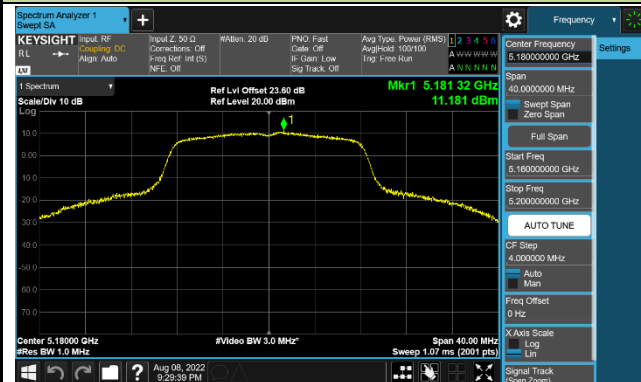 Spectrum Analyzer 1
Swept SA
Frequency
KEYSIGHT
RL
Input: RF
Coupling: DC
Align: Auto
Input Z: 50 Ω
Corrections: Off
Freq Ref: Int (S)
NFE: Off
#Atten: 20 dB
PNO: Fast
Gate: Off
IF Gain: Low
Sig Track: Off
Avg Type: Power (RMS)
Avg|Hold: 100/100
Trig: Free Run
1 2 3 4 5 6
A W W W W W
A N N N N N
1 Spectrum
Scale/Div 10 dB
Log
Ref Lvl Offset 23.60 dB
Ref Level 20.00 dBm
Mkr1 5.181 32 GHz
11.181 dBm
1
10.0
0.00
10.0
20.0
30.0
40.0
50.0
60.0
70.0
Center 5.18000 GHz
#Res BW 1.0 MHz
#Video BW 3.0 MHz*
Span 40.00 MHz
Sweep 1.07 ms (2001 pts)
Aug 08, 2022
9:29:39 PM
Settings
Center Frequency
5.180000000 GHz
Span
40.0000000 MHz
Swept Span
Zero Span
Full Span
Start Freq
5.160000000 GHz
Stop Freq
5.200000000 GHz
AUTO TUNE
CF Step
4.000000 MHz
Auto
Man
Freq Offset
0 Hz
X Axis Scale
Log
Lin
Signal Track
(Span Zoom)